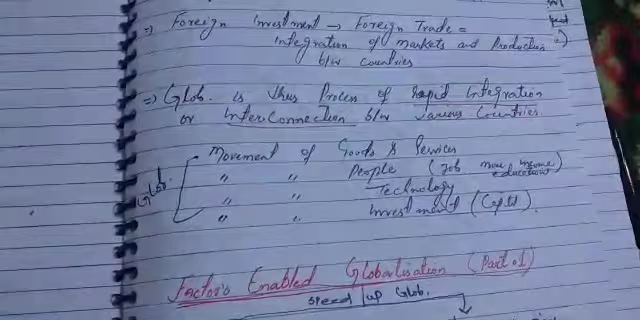 => Foreign Investment → Foreign Trade =
integration of markets and Production
b/w countries
=> Glob. is thus Process of rapid integration
or InterConnection b/w various Countries
Glob.
Movement of Goods & Services
" " People (Job more income education)
" " Technology
" " Investment (Capital).
Factors Enabled Globalisation (Part 01)
speed up Glob.